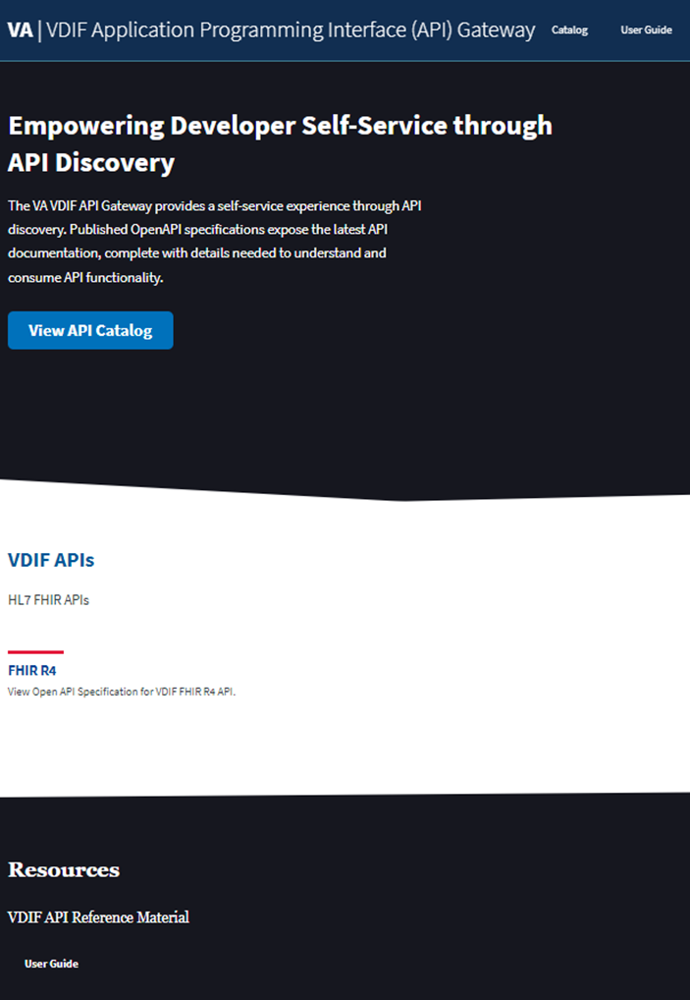 VA | VDIF Application Programming Interface (API) Gateway Catalog User Guide
Empowering Developer Self-Service through
API Discovery
The VA VDIF API Gateway provides a self-service experience through API
discovery. Published OpenAPI specifications expose the latest API
documentation, complete with details needed to understand and
consume API functionality.
View API Catalog
VDIF APIs
HL7 FHIR APIs
FHIR R4
View Open API Specification for VDIF FHIR R4 API.
Resources
VDIF API Reference Material
User Guide